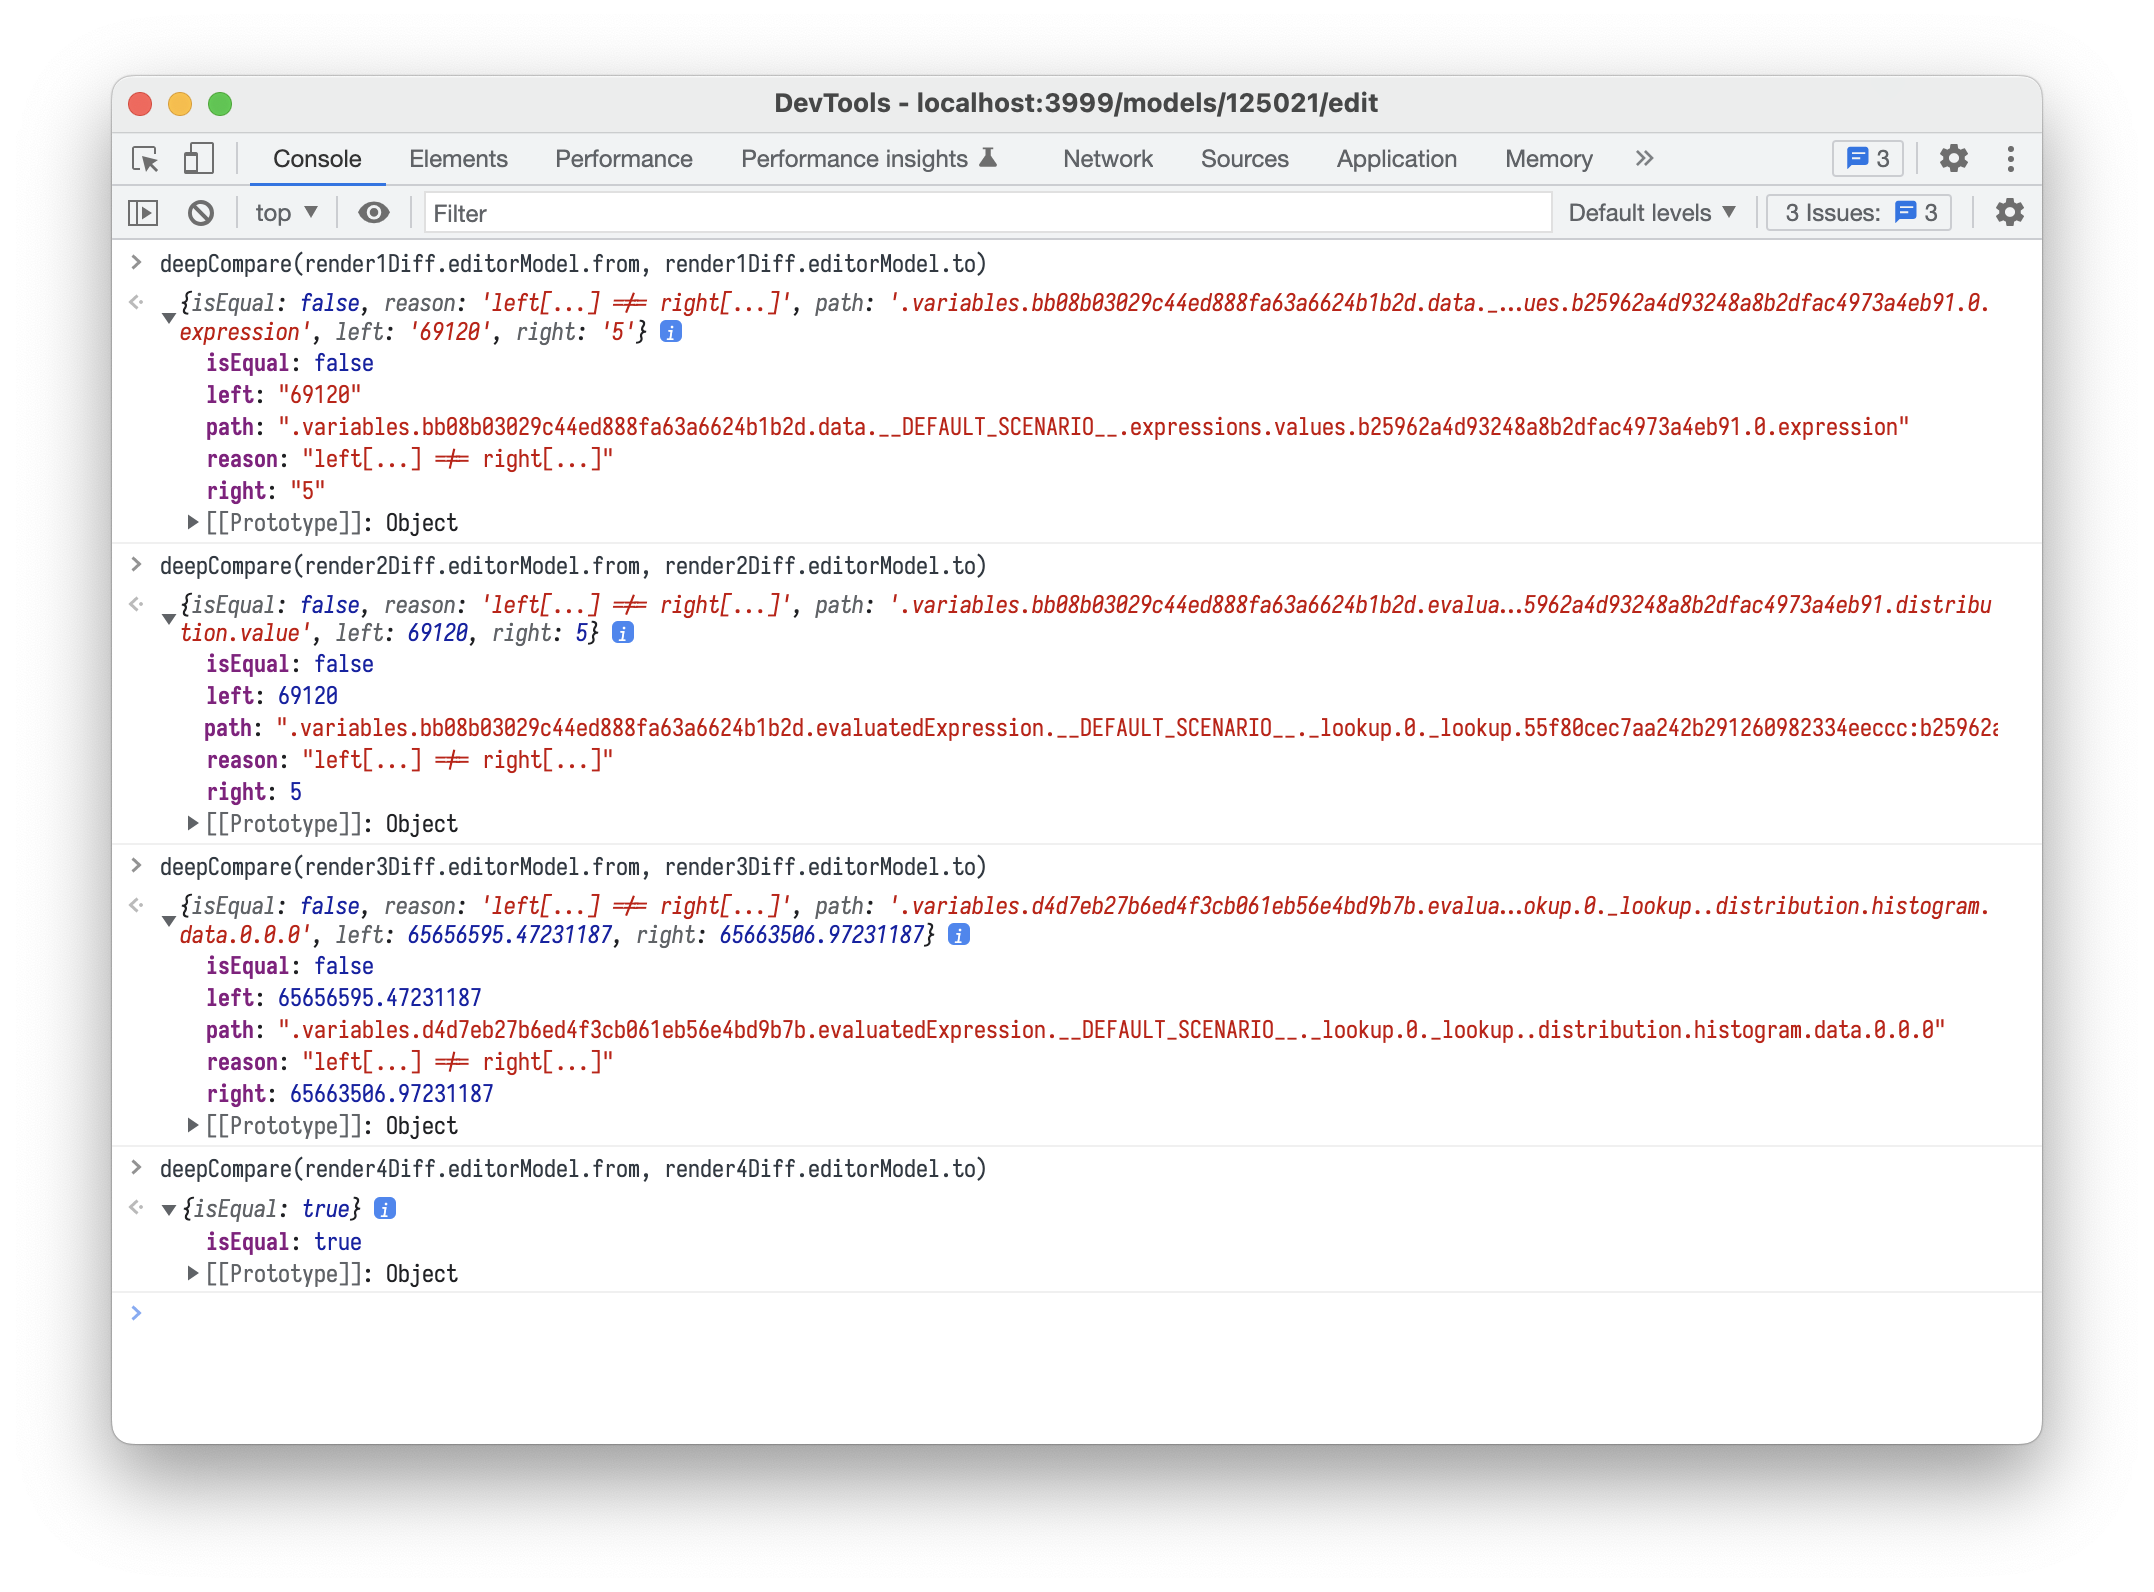 DevTools - localhost:3999/models/125021/edit
Console Elements Performance Performance insights Network Sources Application Memory 3
top Filter Default levels 3 Issues: 3
deepCompare(render1Diff.editorModel.from, render1Diff.editorModel.to)
{isEqual: false, reason: 'left[...] !== right[...]', path: '.variables.bb08b03029c44ed888fa63a6624b1b2d.data._…ues.b25962a4d93248a8b2dfac4973a4eb91.0.
expression', left: '69120', right: '5'} i
isEqual: false
left: "69120"
path: ".variables.bb08b03029c44ed888fa63a6624b1b2d.data.__DEFAULT_SCENARIO__.expressions.values.b25962a4d93248a8b2dfac4973a4eb91.0.expression"
reason: "left[...] !== right[...]"
right: "5"
[[Prototype]]: Object
deepCompare(render2Diff.editorModel.from, render2Diff.editorModel.to)
{isEqual: false, reason: 'left[...] !== right[...]', path: '.variables.bb08b03029c44ed888fa63a6624b1b2d.evalua…5962a4d93248a8b2dfac4973a4eb91.distribu
tion.value', left: 69120, right: 5} i
isEqual: false
left: 69120
path: ".variables.bb08b03029c44ed888fa63a6624b1b2d.evaluatedExpression.__DEFAULT_SCENARIO__._lookup.0._lookup.55f80cec7aa242b291260982334eeccc:b25962a
reason: "left[...] !== right[...]"
right: 5
[[Prototype]]: Object
deepCompare(render3Diff.editorModel.from, render3Diff.editorModel.to)
{isEqual: false, reason: 'left[...] !== right[...]', path: '.variables.d4d7eb27b6ed4f3cb061eb56e4bd9b7b.evalua…okup.0._lookup..distribution.histogram.
data.0.0.0', left: 65656595.47231187, right: 65663506.97231187} i
isEqual: false
left: 65656595.47231187
path: ".variables.d4d7eb27b6ed4f3cb061eb56e4bd9b7b.evaluatedExpression.__DEFAULT_SCENARIO__._lookup.0._lookup..distribution.histogram.data.0.0.0"
reason: "left[...] !== right[...]"
right: 65663506.97231187
[[Prototype]]: Object
deepCompare(render4Diff.editorModel.from, render4Diff.editorModel.to)
{isEqual: true} i
isEqual: true
[[Prototype]]: Object